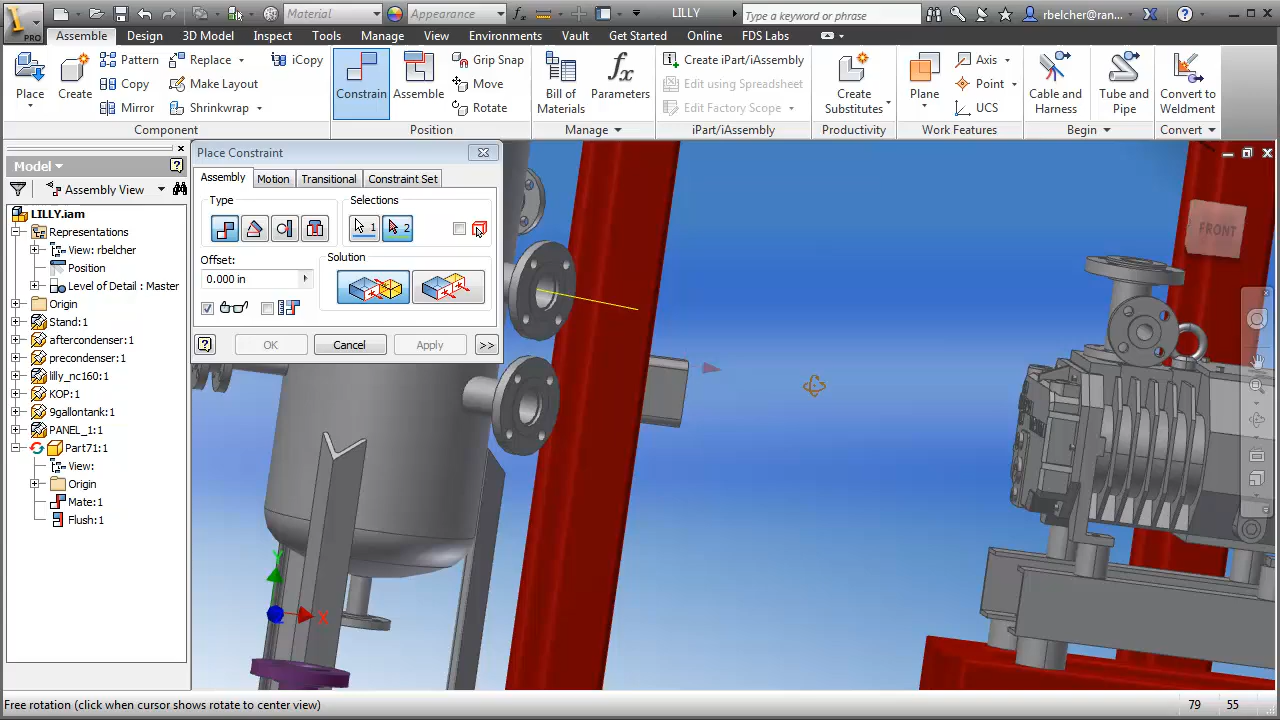 Material
Appearance
LILLY
Type a keyword or phrase
rbelcher@ran...
PRO
Assemble
Design
3D Model
Inspect
Tools
Manage
View
Environments
Vault
Get Started
Online
FDS Labs
Place
Create
Pattern
Copy
Mirror
Replace
Make Layout
Shrinkwrap
iCopy
Constrain
Assemble
Grip Snap
Move
Rotate
Bill of Materials
Parameters
Create iPart/iAssembly
Edit using Spreadsheet
Edit Factory Scope
Create Substitutes
Plane
Axis
Point
UCS
Cable and Harness
Tube and Pipe
Convert to Weldment
Component
Position
Manage
iPart/iAssembly
Productivity
Work Features
Begin
Convert
Model
Assembly View
LILLY.iam
Representations
View: rbelcher
Position
Level of Detail : Master
Origin
Stand:1
aftercondenser:1
precondenser:1
lilly_nc160:1
KOP:1
9gallontank:1
PANEL_1:1
Part71:1
View:
Origin
Mate:1
Flush:1
Place Constraint
Assembly
Motion
Transitional
Constraint Set
Type
Selections
1
2
Offset:
0.000 in
Solution
OK
Cancel
Apply
>>
FRONT
Y
X
Free rotation (click when cursor shows rotate to center view)
79
55